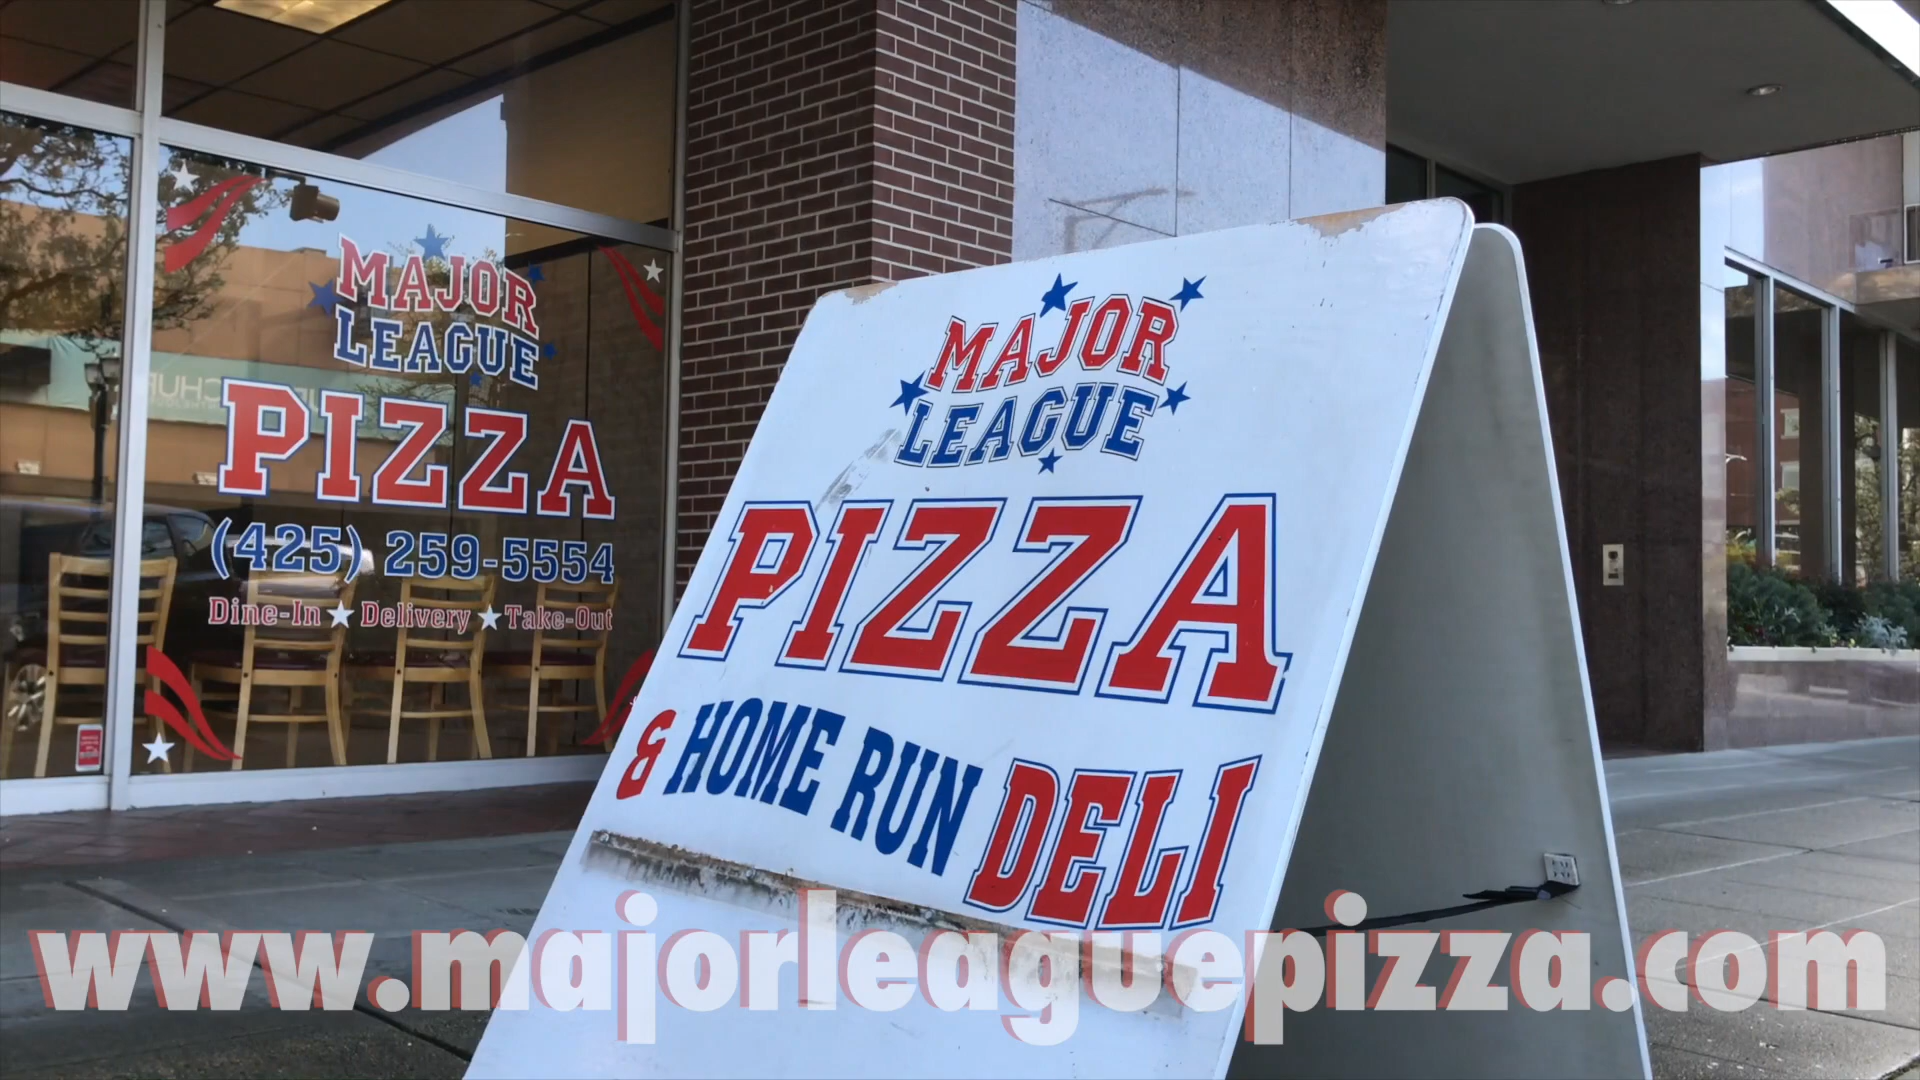 MAJOR
LEAGUE
PIZZA
(425) 259-5554
Dine-In ★ Delivery ★ Take-Out
MAJOR
LEAGUE
PIZZA
& HOME RUN DELI
www.majorleaguepizza.com